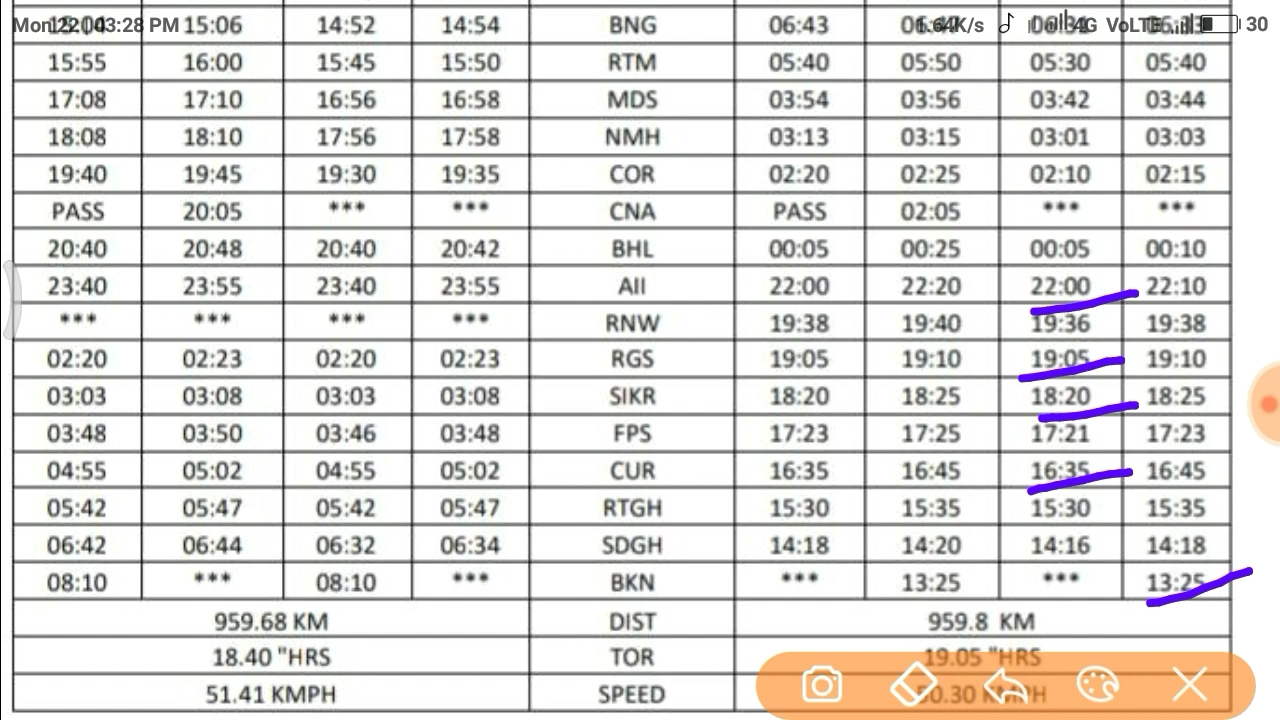 Mon 22 | 03:28 PM 1.64K/s 4G VoLTE 30
15:06 14:52 14:54 BNG 06:43
15:55 16:00 15:45 15:50 RTM 05:40 05:50 05:30 05:40
17:08 17:10 16:56 16:58 MDS 03:54 03:56 03:42 03:44
18:08 18:10 17:56 17:58 NMH 03:13 03:15 03:01 03:03
19:40 19:45 19:30 19:35 COR 02:20 02:25 02:10 02:15
PASS 20:05 *** *** CNA PASS 02:05 *** ***
20:40 20:48 20:40 20:42 BHL 00:05 00:25 00:05 00:10
23:40 23:55 23:40 23:55 AII 22:00 22:20 22:00 22:10
*** *** *** *** RNW 19:38 19:40 19:36 19:38
02:20 02:23 02:20 02:23 RGS 19:05 19:10 19:05 19:10
03:03 03:08 03:03 03:08 SIKR 18:20 18:25 18:20 18:25
03:48 03:50 03:46 03:48 FPS 17:23 17:25 17:21 17:23
04:55 05:02 04:55 05:02 CUR 16:35 16:45 16:35 16:45
05:42 05:47 05:42 05:47 RTGH 15:30 15:35 15:30 15:35
06:42 06:44 06:32 06:34 SDGH 14:18 14:20 14:16 14:18
08:10 *** 08:10 *** BKN *** 13:25 *** 13:25
959.68 KM DIST 959.8 KM
18.40 "HRS TOR 19.05 "HRS
51.41 KMPH SPEED 50.30 KMPH